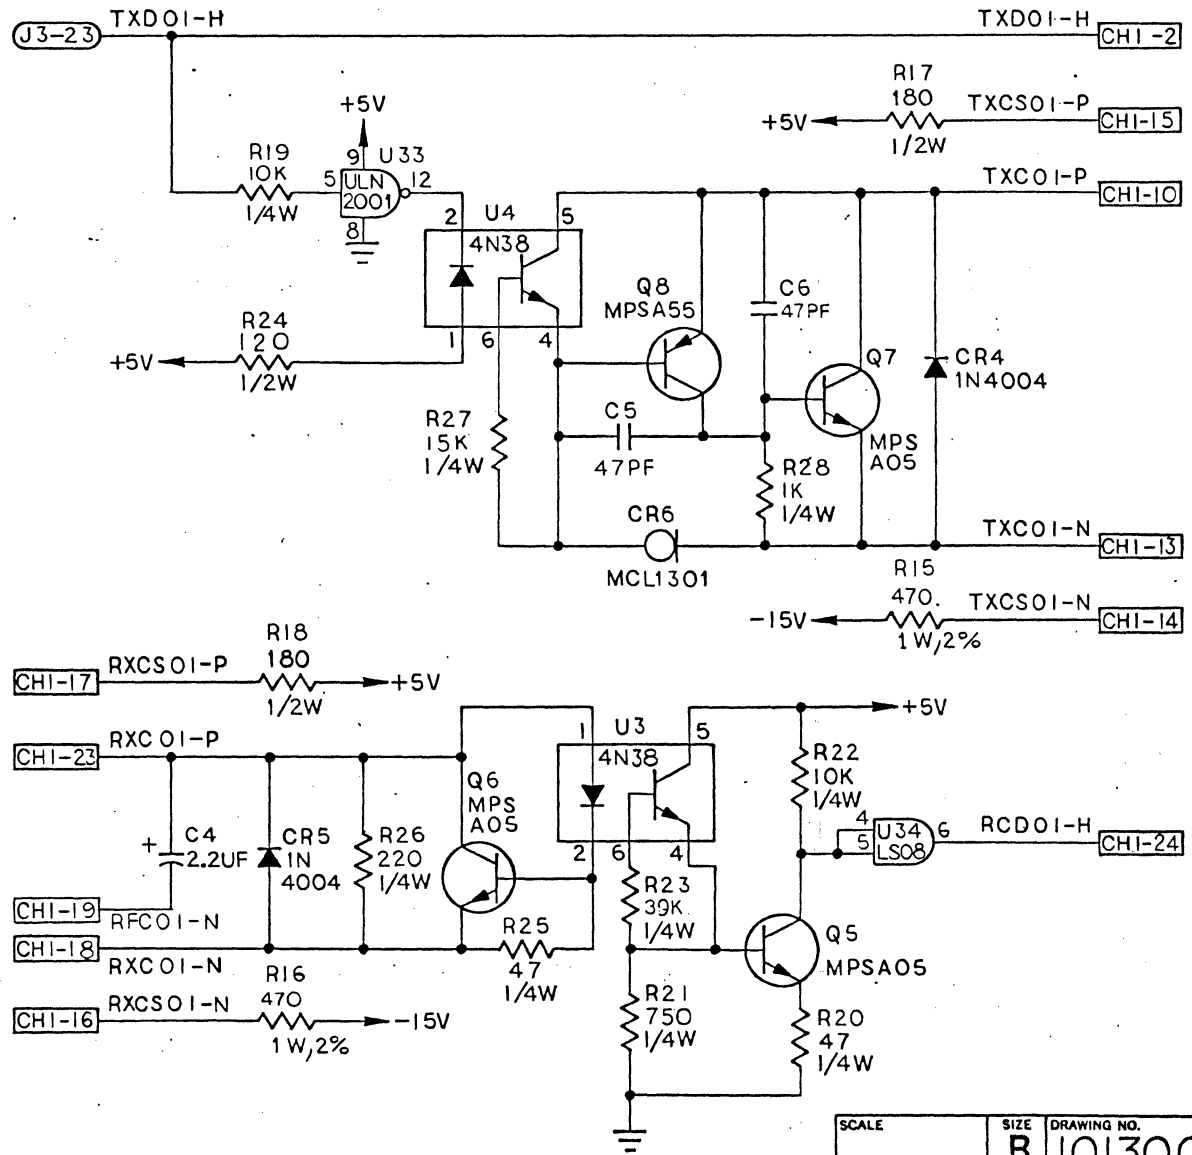 J3-23
TXD01-H
TXD01-H
CH1-2
R17
180
1/2W
+5V
TXCS01-P
CH1-15
+5V
R19
10K
1/4W
9
U33
5
ULN
2001
12
8
TXC01-P
CH1-10
2
U4
5
4N38
1
6
4
R24
120
1/2W
+5V
Q8
MPSA55
C6
47PF
Q7
MPS
A05
CR4
1N4004
R27
15K
1/4W
C5
47PF
R28
1K
1/4W
CR6
MCL1301
TXC01-N
CH1-13
R15
470
1W,2%
-15V
TXCS01-N
CH1-14
R18
180
1/2W
CH1-17
RXCS01-P
+5V
CH1-23
RXC01-P
1
U3
5
4N38
2
6
4
+5V
Q6
MPS
A05
R22
10K
1/4W
+
C4
2.2UF
CR5
1N
4004
R26
220
1/4W
4
5
U34
LS08
6
RCD01-H
CH1-24
CH1-19
RFC01-N
CH1-18
RXC01-N
R25
47
1/4W
R23
39K
1/4W
Q5
MPSA05
CH1-16
RXCS01-N
R16
470
1W,2%
-15V
R21
750
1/4W
R20
47
1/4W
SCALE
SIZE
B
DRAWING NO.